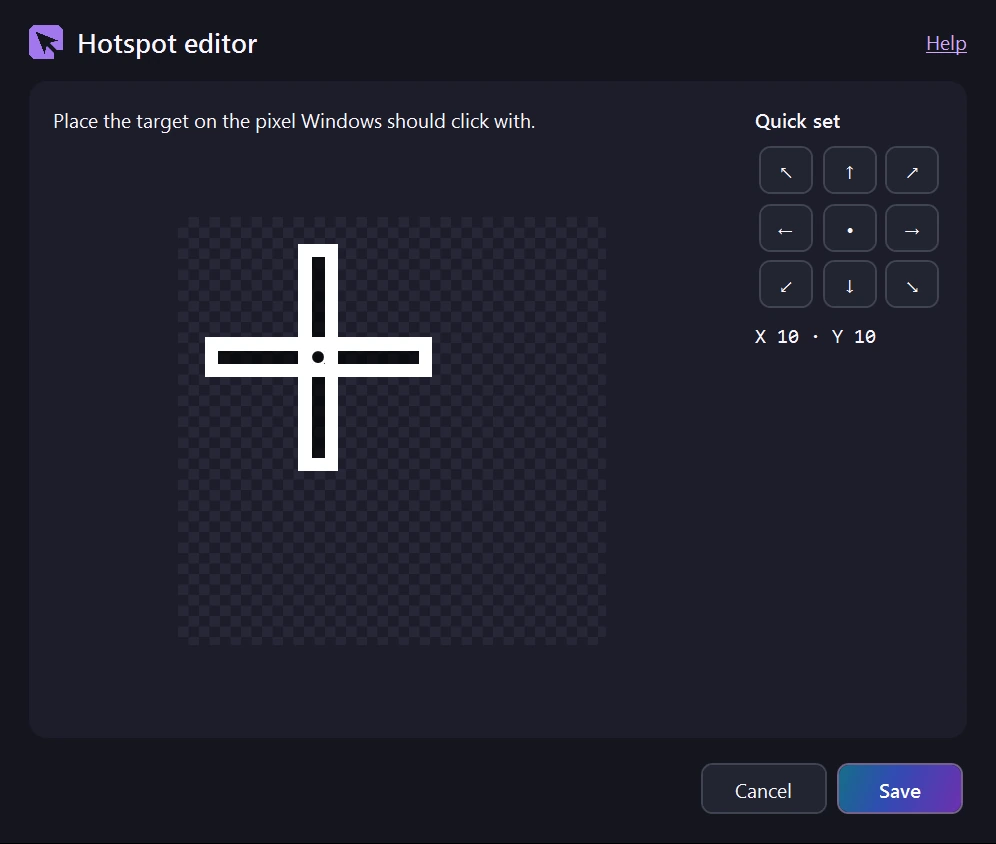 Hotspot editor
Help
Place the target on the pixel Windows should click with.
Quick set
↖ ↑ ↗
← • →
↙ ↓ ↘
X 10 · Y 10
Cancel
Save